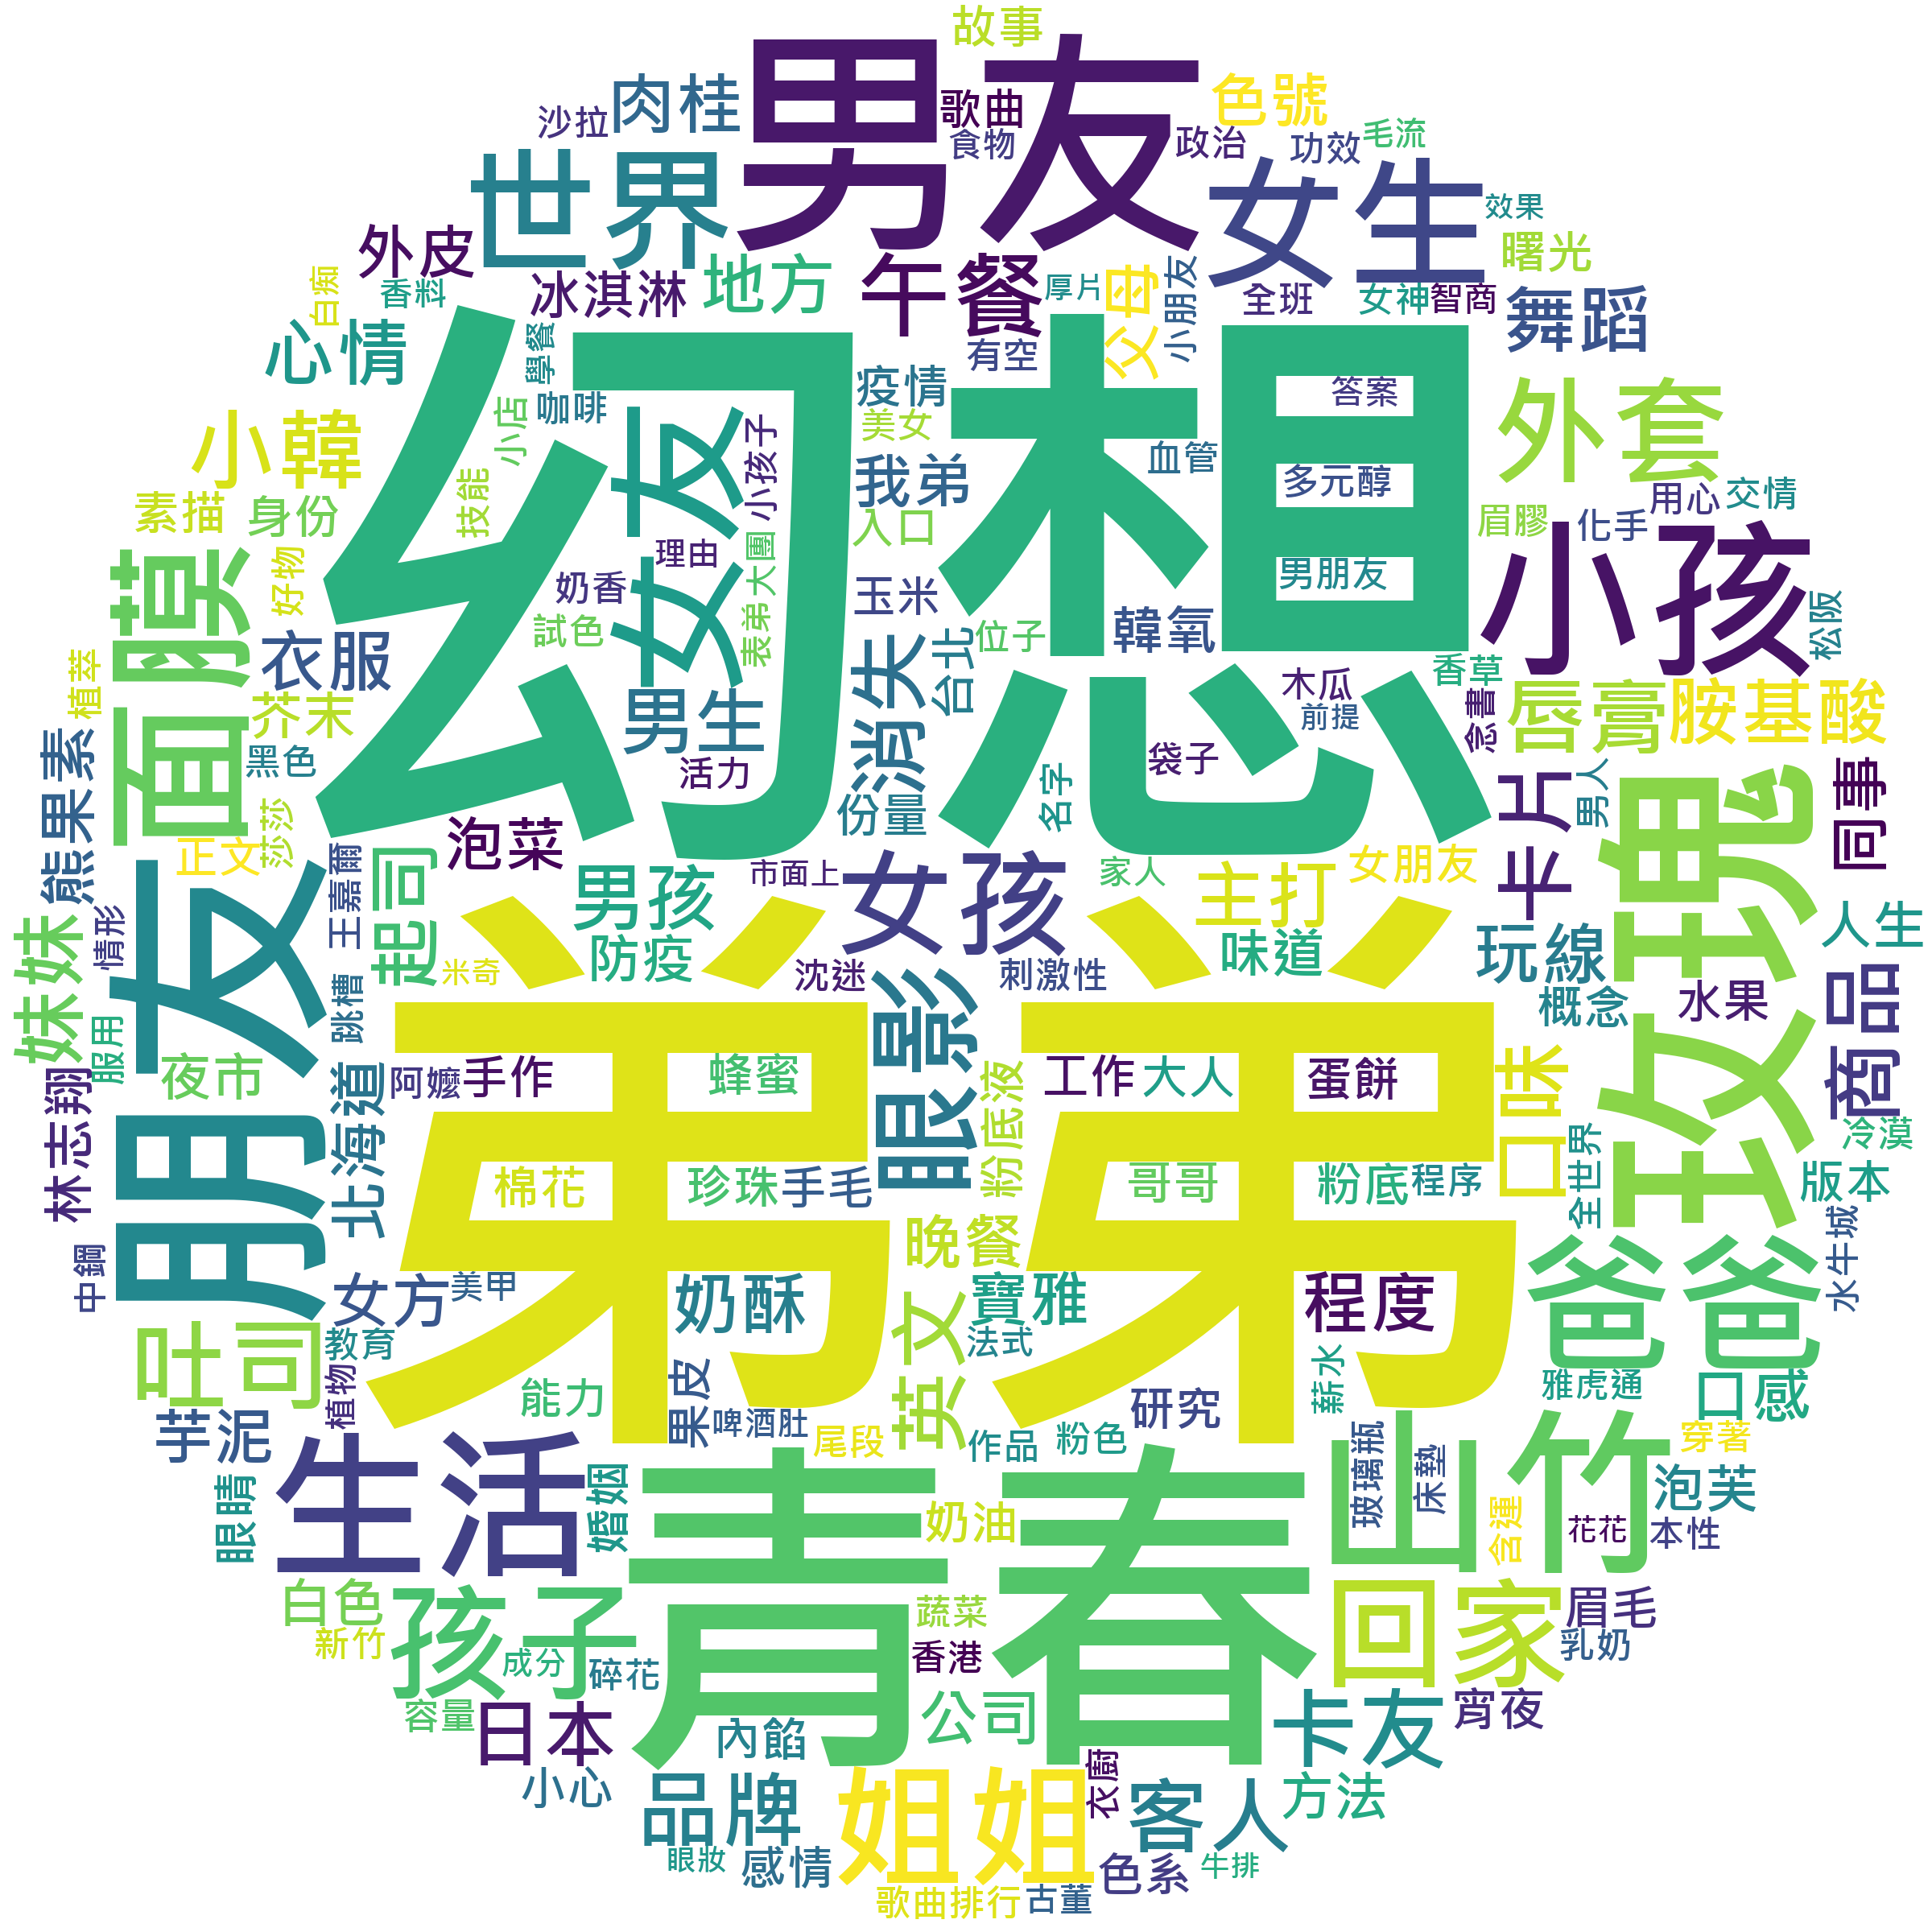 故事
男友
肉桂
沙拉
歌曲
食物
色號
政治
功效
毛流
世界
女生
效果
外皮
曙光
冰淇淋
地方
午餐
厚片
父母
小朋友
全班
女神
智商
舞蹈
白痴
香料
心情
學餐
有空
幻想
疫情
答案
外套
小韓
小店
咖啡
女友
小孩子
美女
血管
我弟
多元醇
技能
素描
身份
入口
眉膠
用心
交情
化手
小孩
理由
大團
表弟
奶香
試色
玉米
男朋友
好物
面膜
衣服
韓氧
位子
台北
松阪
植萃
芥末
男生
消失
木瓜
前提
香草
念書
唇膏
胺基酸
黑色
活力
袋子
名字
份量
熊果素
卡片
男人
玫瑰
同事
泡菜
正文
莎莎
王嘉爾
起司
男孩
市面上
女孩
家人
主打
女朋友
妹妹
情形
朋友
防疫
米奇
沈迷
刺激性
味道
玩線
人生
概念
水果
商品
跳槽
服用
牙牙
眼影
夜市
北海道
阿嬤
手作
蜂蜜
粉底液
工作
大人
蛋餅
口味
冷漠
林志翔
棉花
珍珠
手毛
哥哥
粉底
程序
全世界
版本
中鋼
晚餐
水牛城
女方
美甲
奶酥
寶雅
程度
爸爸
吐司
教育
英文
法式
薪水
雅虎通
口感
植物
能力
果皮
啤酒肚
研究
芋泥
生活
尾段
作品
粉色
玻璃瓶
床墊
山竹
穿著
眼睛
婚姻
青春
奶油
含運
花花
本性
泡芙
白色
孩子
蔬菜
回家
眉毛
新竹
成分
碎花
香港
乳奶
容量
日本
內餡
公司
卡友
宵夜
小心
品牌
姐姐
衣廚
客人
方法
眼妝
感情
色系
牛排
歌曲排行
古董